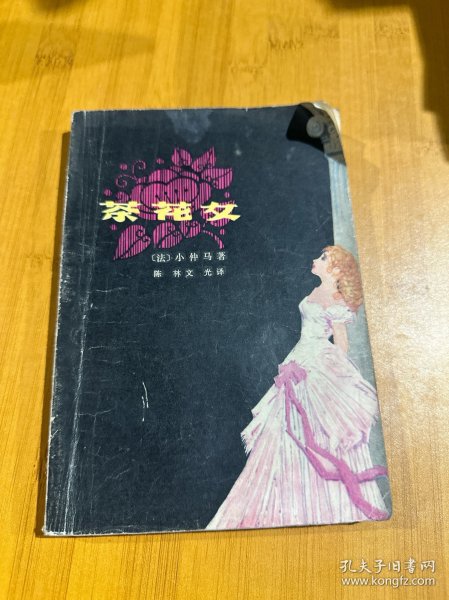 茶花女
〔法〕小仲马著
陈 林 文 光 译
孔夫子旧书网
www.kongfz.com